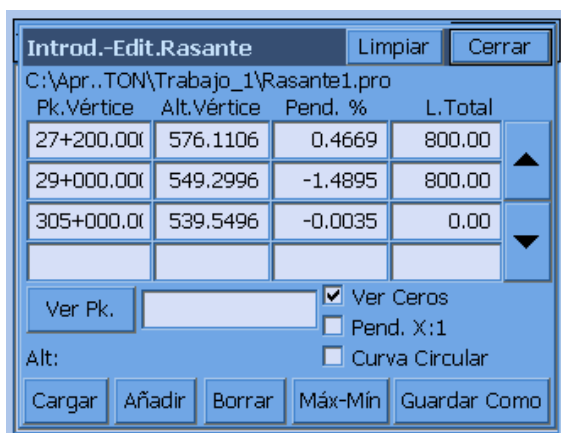 Introd.-Edit.Rasante Limpiar Cerrar
C:\Apr..TON\Trabajo_1\Rasante1.pro
Pk.Vértice Alt.Vértice Pend. % L.Total
27+200.00( 576.1106 0.4669 800.00
29+000.00( 549.2996 -1.4895 800.00
305+000.0( 539.5496 -0.0035 0.00
Ver Pk. Ver Ceros
Pend. X:1
Alt: Curva Circular
Cargar Añadir Borrar Máx-Mín Guardar Como